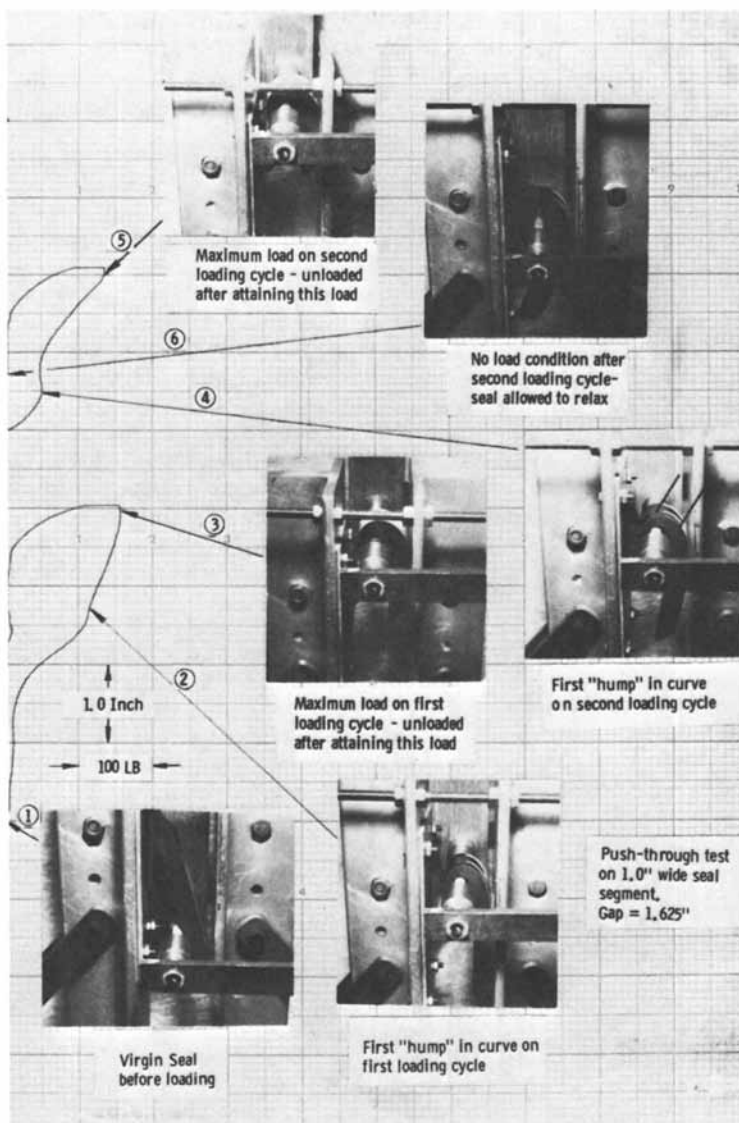 ⑤
Maximum load on second
loading cycle - unloaded
after attaining this load
⑥
No load condition after
second loading cycle-
seal allowed to relax
④
③
Maximum load on first
loading cycle - unloaded
after attaining this load
First "hump" in curve
on second loading cycle
②
1.0 Inch
100 LB
①
Virgin Seal
before loading
First "hump" in curve on
first loading cycle
Push-through test
on 1.0" wide seal
segment.
Gap = 1.625"